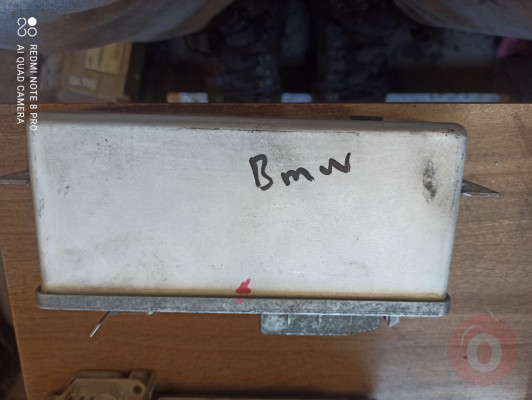 REDMI NOTE 8 PRO
AI QUAD CAMERA
Bmw